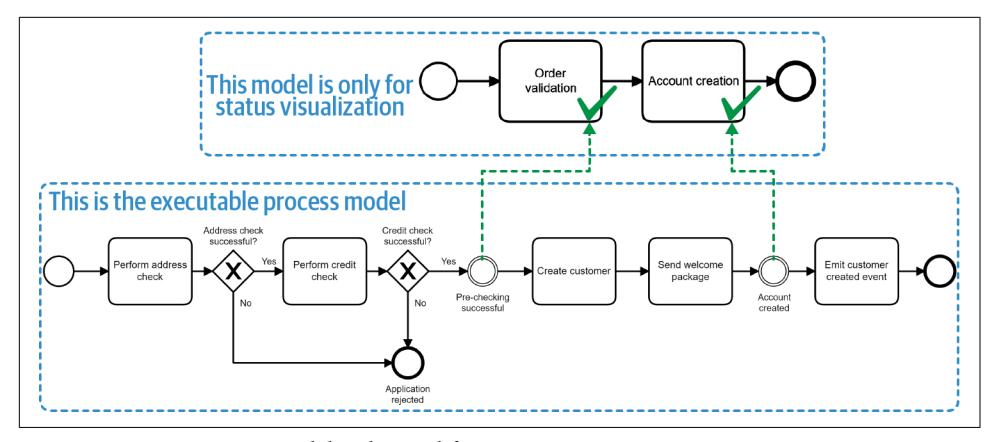 This model is only for
status visualization
Order
validation
Account creation
This is the executable process model
Perform address
check
Address check
successful?
Yes
No
Perform credit
check
Credit check
successful?
Yes
No
Application
rejected
Pre-checking
successful
Create customer
Send welcome
package
Account
created
Emit customer
created event